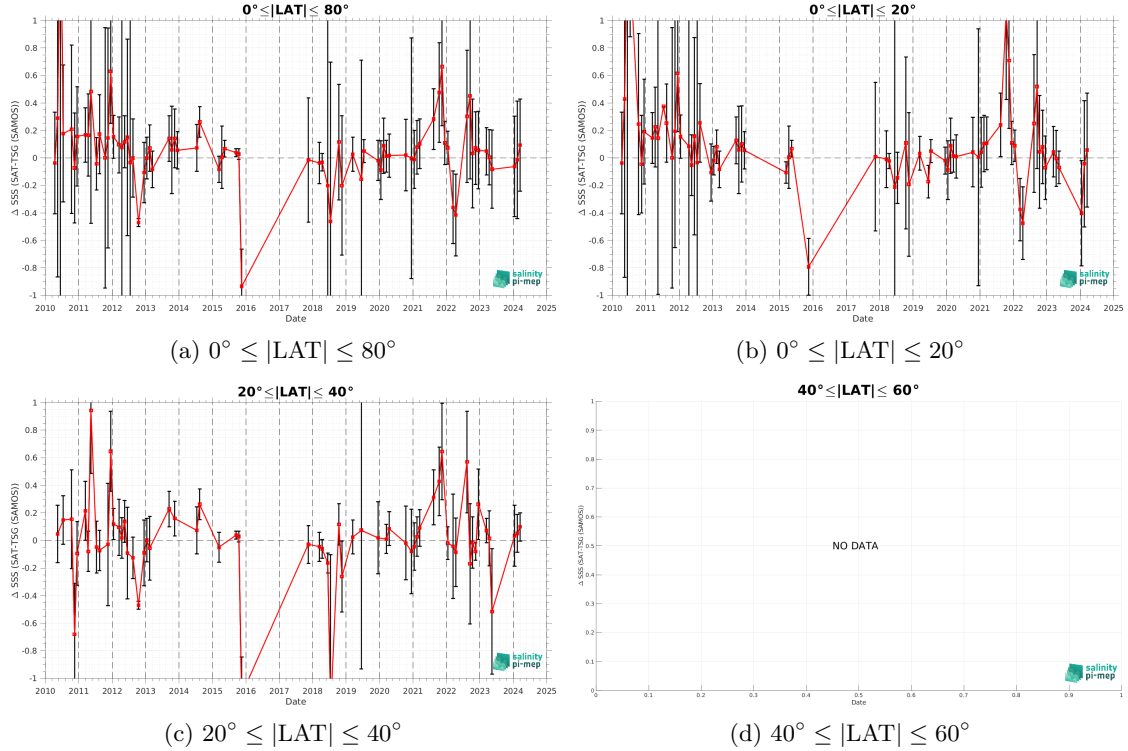 0°≤|LAT|≤ 80°
Δ SSS (SAT-TSG (SAMOS))
1
0.8
0.6
0.4
0.2
0
-0.2
-0.4
-0.6
-0.8
-1
2010 2011 2012 2013 2014 2015 2016 2017 2018 2019 2020 2021 2022 2023 2024 2025
Date
salinity
pi-mep
(a) 0° ≤ |LAT| ≤ 80°
0°≤|LAT|≤ 20°
Δ SSS (SAT-TSG (SAMOS))
1
0.8
0.6
0.4
0.2
0
-0.2
-0.4
-0.6
-0.8
-1
2010 2011 2012 2013 2014 2015 2016 2017 2018 2019 2020 2021 2022 2023 2024 2025
Date
salinity
pi-mep
(b) 0° ≤ |LAT| ≤ 20°
20°≤|LAT|≤ 40°
Δ SSS (SAT-TSG (SAMOS))
1
0.8
0.6
0.4
0.2
0
-0.2
-0.4
-0.6
-0.8
-1
2010 2011 2012 2013 2014 2015 2016 2017 2018 2019 2020 2021 2022 2023 2024 2025
Date
salinity
pi-mep
(c) 20° ≤ |LAT| ≤ 40°
40°≤|LAT|≤ 60°
Δ SSS (SAT-TSG (SAMOS))
1
0.9
0.8
0.7
0.6
0.5
0.4
0.3
0.2
0.1
0
NO DATA
0 0.1 0.2 0.3 0.4 0.5 0.6 0.7 0.8 0.9 1
Date
salinity
pi-mep
(d) 40° ≤ |LAT| ≤ 60°